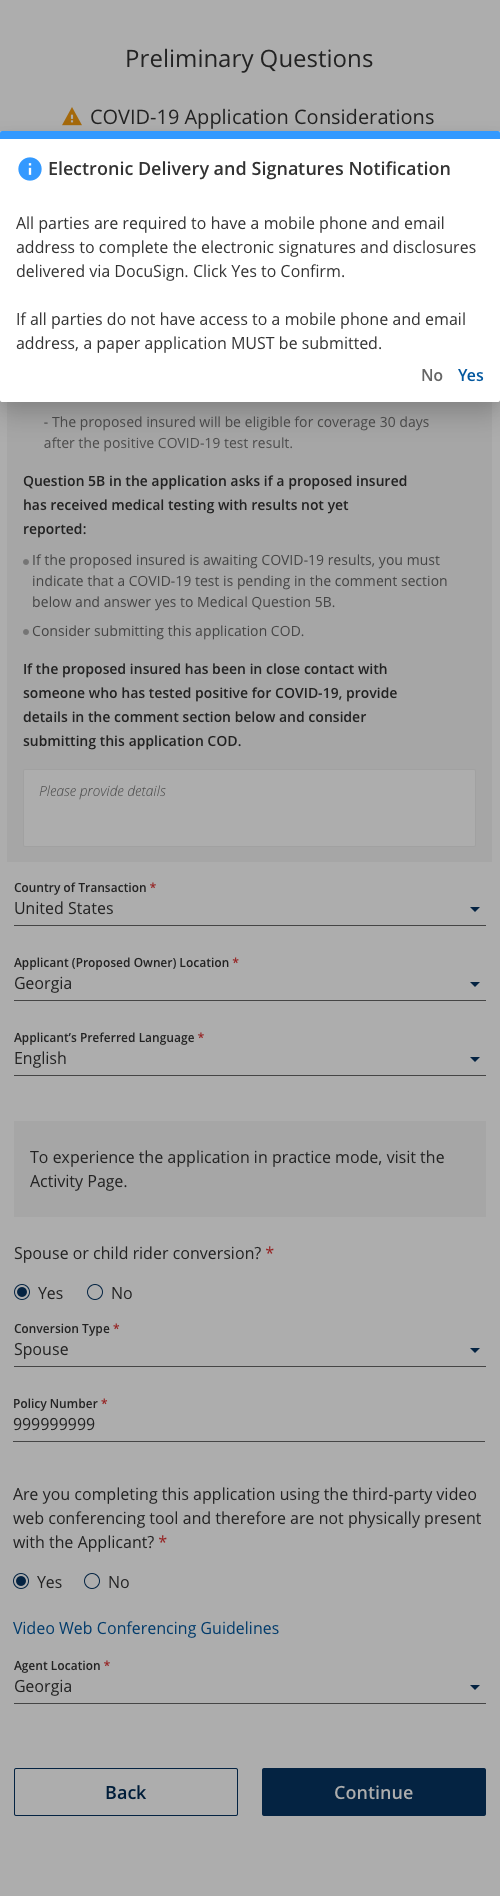 Preliminary Questions
COVID-19 Application Considerations
Electronic Delivery and Signatures Notification
All parties are required to have a mobile phone and email
address to complete the electronic signatures and disclosures
delivered via DocuSign. Click Yes to Confirm.
If all parties do not have access to a mobile phone and email
address, a paper application MUST be submitted.
No Yes
- The proposed insured will be eligible for coverage 30 days
after the positive COVID-19 test result.
Question 5B in the application asks if a proposed insured
has received medical testing with results not yet
reported:
If the proposed insured is awaiting COVID-19 results, you must
indicate that a COVID-19 test is pending in the comment section
below and answer yes to Medical Question 5B.
Consider submitting this application COD.
If the proposed insured has been in close contact with
someone who has tested positive for COVID-19, provide
details in the comment section below and consider
submitting this application COD.
Please provide details
Country of Transaction *
United States
Applicant (Proposed Owner) Location *
Georgia
Applicant's Preferred Language *
English
To experience the application in practice mode, visit the
Activity Page.
Spouse or child rider conversion? *
Yes No
Conversion Type *
Spouse
Policy Number *
999999999
Are you completing this application using the third-party video
web conferencing tool and therefore are not physically present
with the Applicant? *
Yes No
Video Web Conferencing Guidelines
Agent Location *
Georgia
Back Continue